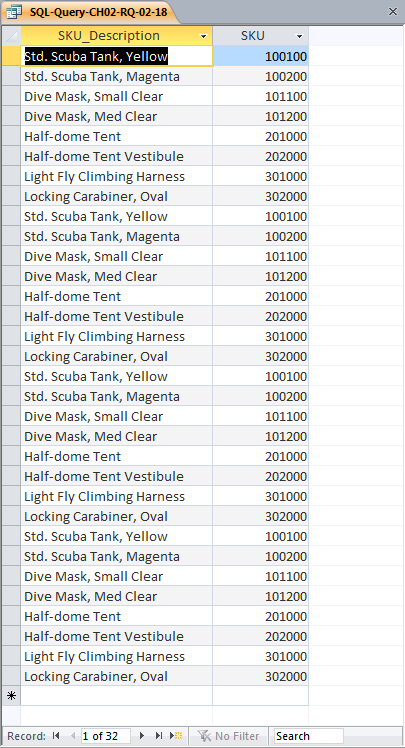 SQL-Query-CH02-RQ-02-18
SKU_Description SKU
Std. Scuba Tank, Yellow 100100
Std. Scuba Tank, Magenta 100200
Dive Mask, Small Clear 101100
Dive Mask, Med Clear 101200
Half-dome Tent 201000
Half-dome Tent Vestibule 202000
Light Fly Climbing Harness 301000
Locking Carabiner, Oval 302000
Std. Scuba Tank, Yellow 100100
Std. Scuba Tank, Magenta 100200
Dive Mask, Small Clear 101100
Dive Mask, Med Clear 101200
Half-dome Tent 201000
Half-dome Tent Vestibule 202000
Light Fly Climbing Harness 301000
Locking Carabiner, Oval 302000
Std. Scuba Tank, Yellow 100100
Std. Scuba Tank, Magenta 100200
Dive Mask, Small Clear 101100
Dive Mask, Med Clear 101200
Half-dome Tent 201000
Half-dome Tent Vestibule 202000
Light Fly Climbing Harness 301000
Locking Carabiner, Oval 302000
Std. Scuba Tank, Yellow 100100
Std. Scuba Tank, Magenta 100200
Dive Mask, Small Clear 101100
Dive Mask, Med Clear 101200
Half-dome Tent 201000
Half-dome Tent Vestibule 202000
Light Fly Climbing Harness 301000
Locking Carabiner, Oval 302000
Record: 1 of 32 No Filter Search